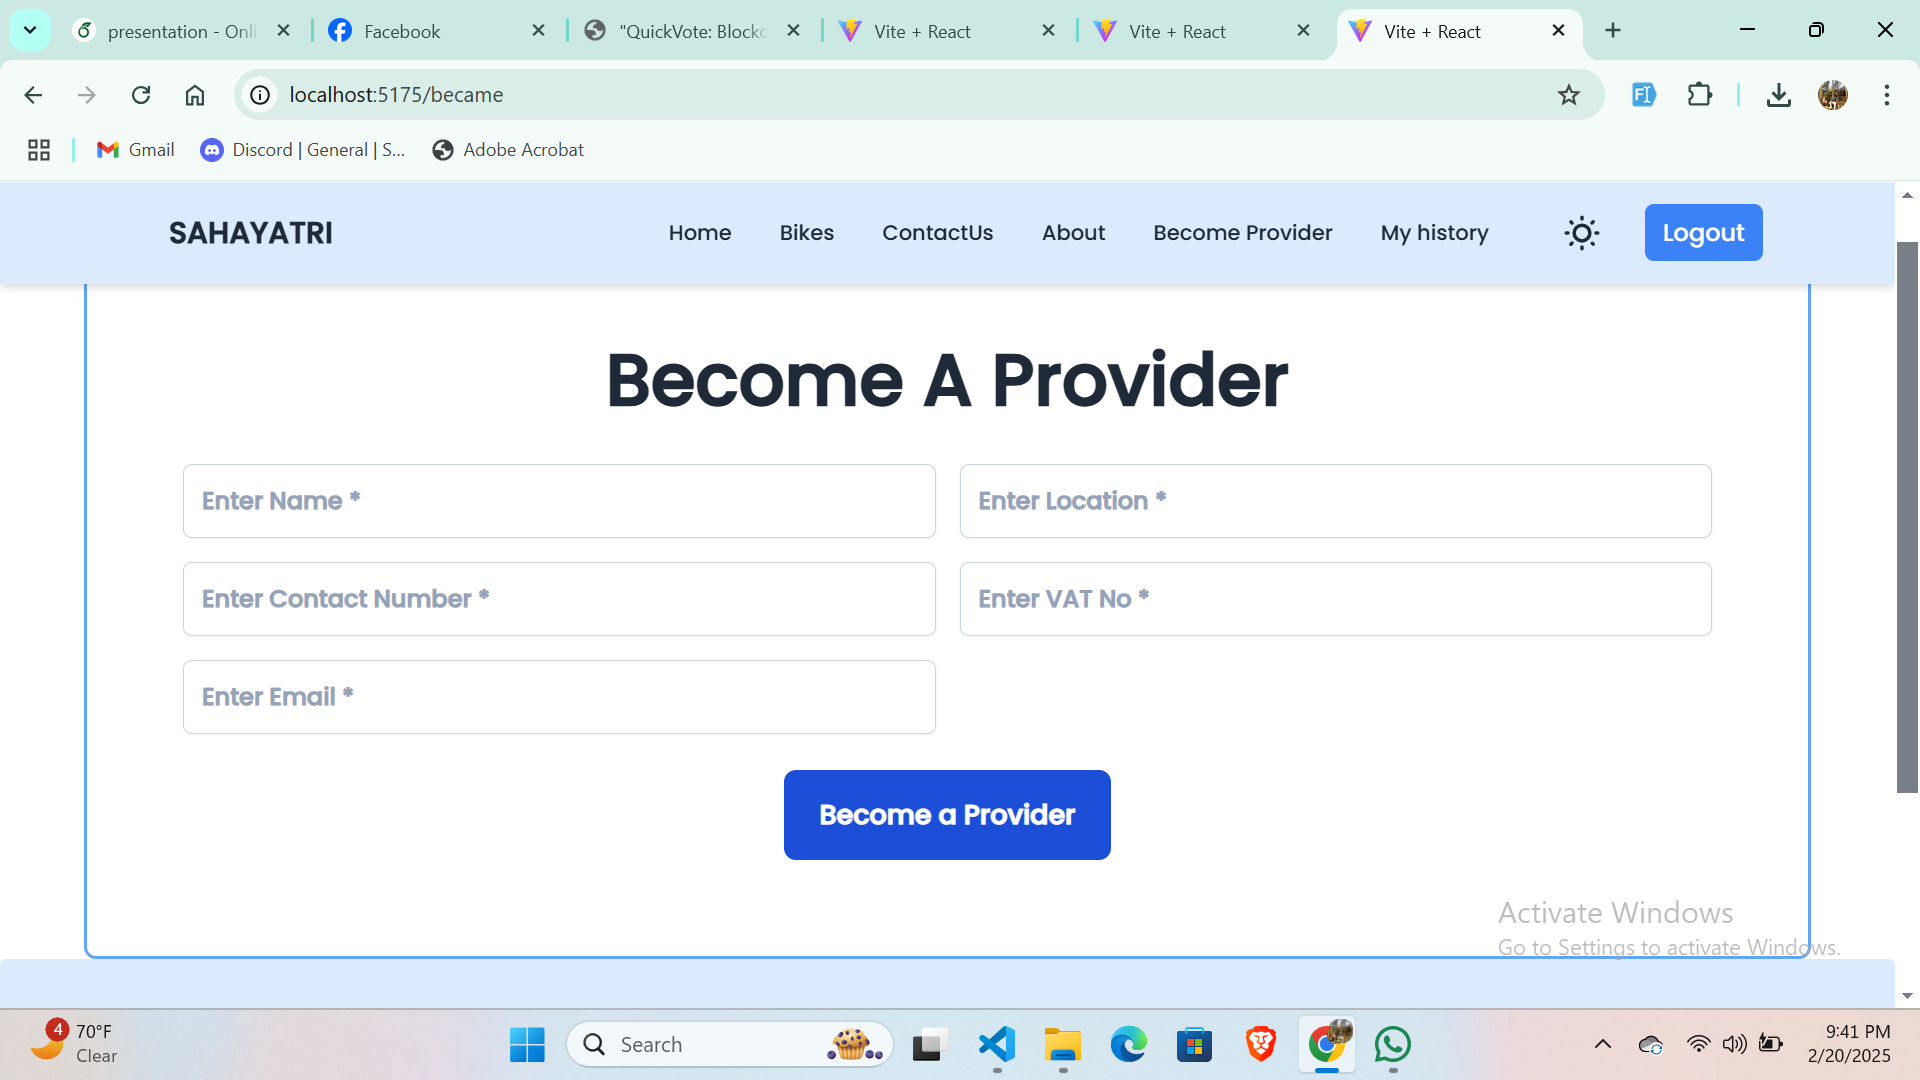 presentation - Onli
Facebook
"QuickVote: Blockc
Vite + React
Vite + React
Vite + React
localhost:5175/became
Gmail
Discord | General | S...
Adobe Acrobat
SAHAYATRI
Home
Bikes
ContactUs
About
Become Provider
My history
Logout
Become A Provider
Enter Name *
Enter Location *
Enter Contact Number *
Enter VAT No *
Enter Email *
Become a Provider
Activate Windows
Go to Settings to activate Windows.
4
70°F
Clear
Search
9:41 PM
2/20/2025